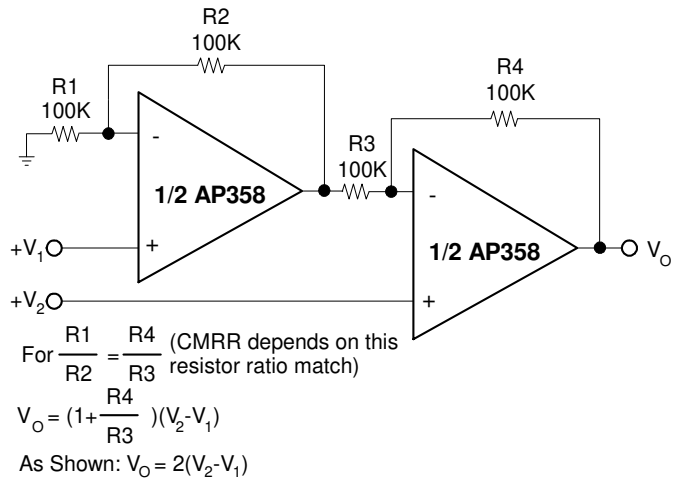 R2
100K
R1
100K
R4
100K
R3
100K
-
1/2 AP358
+
-
1/2 AP358
+
+V1
+V2
VO
For R1/R2 = R4/R3 (CMRR depends on this
resistor ratio match)
VO = (1+R4/R3)(V2-V1)
As Shown: VO = 2(V2-V1)